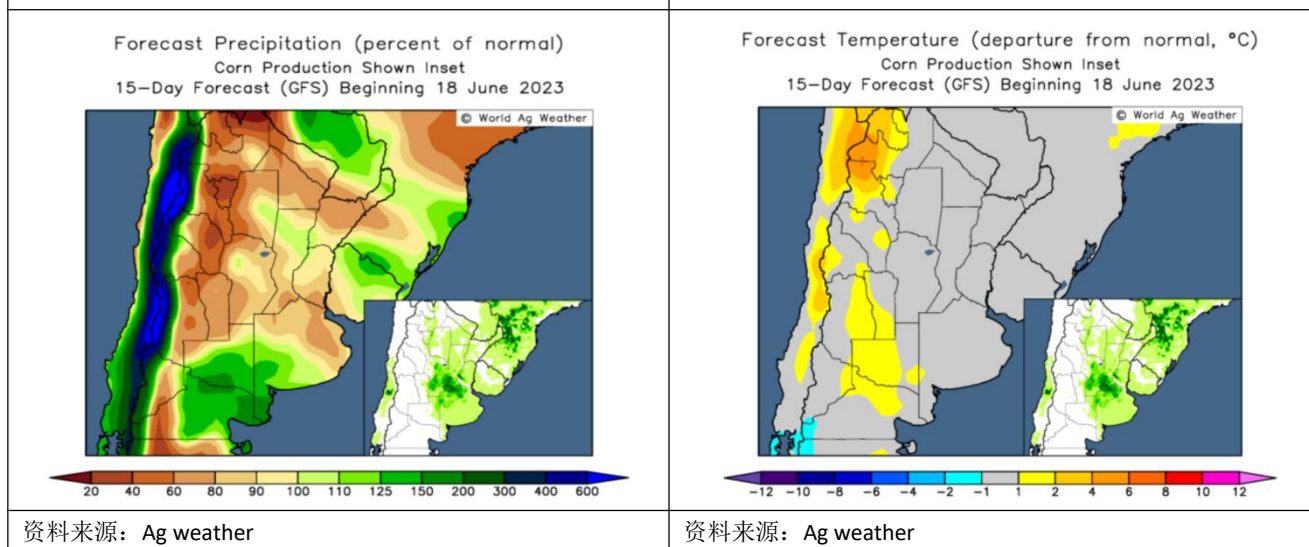 Forecast Precipitation (percent of normal)
Corn Production Shown Inset
15-Day Forecast (GFS) Beginning 18 June 2023
© World Ag Weather
20 40 60 80 90 100 110 125 150 200 300 400 600
资料来源：Ag weather
Forecast Temperature (departure from normal, °C)
Corn Production Shown Inset
15-Day Forecast (GFS) Beginning 18 June 2023
© World Ag Weather
-12 -10 -8 -6 -4 -2 -1 1 2 4 6 8 10 12
资料来源：Ag weather